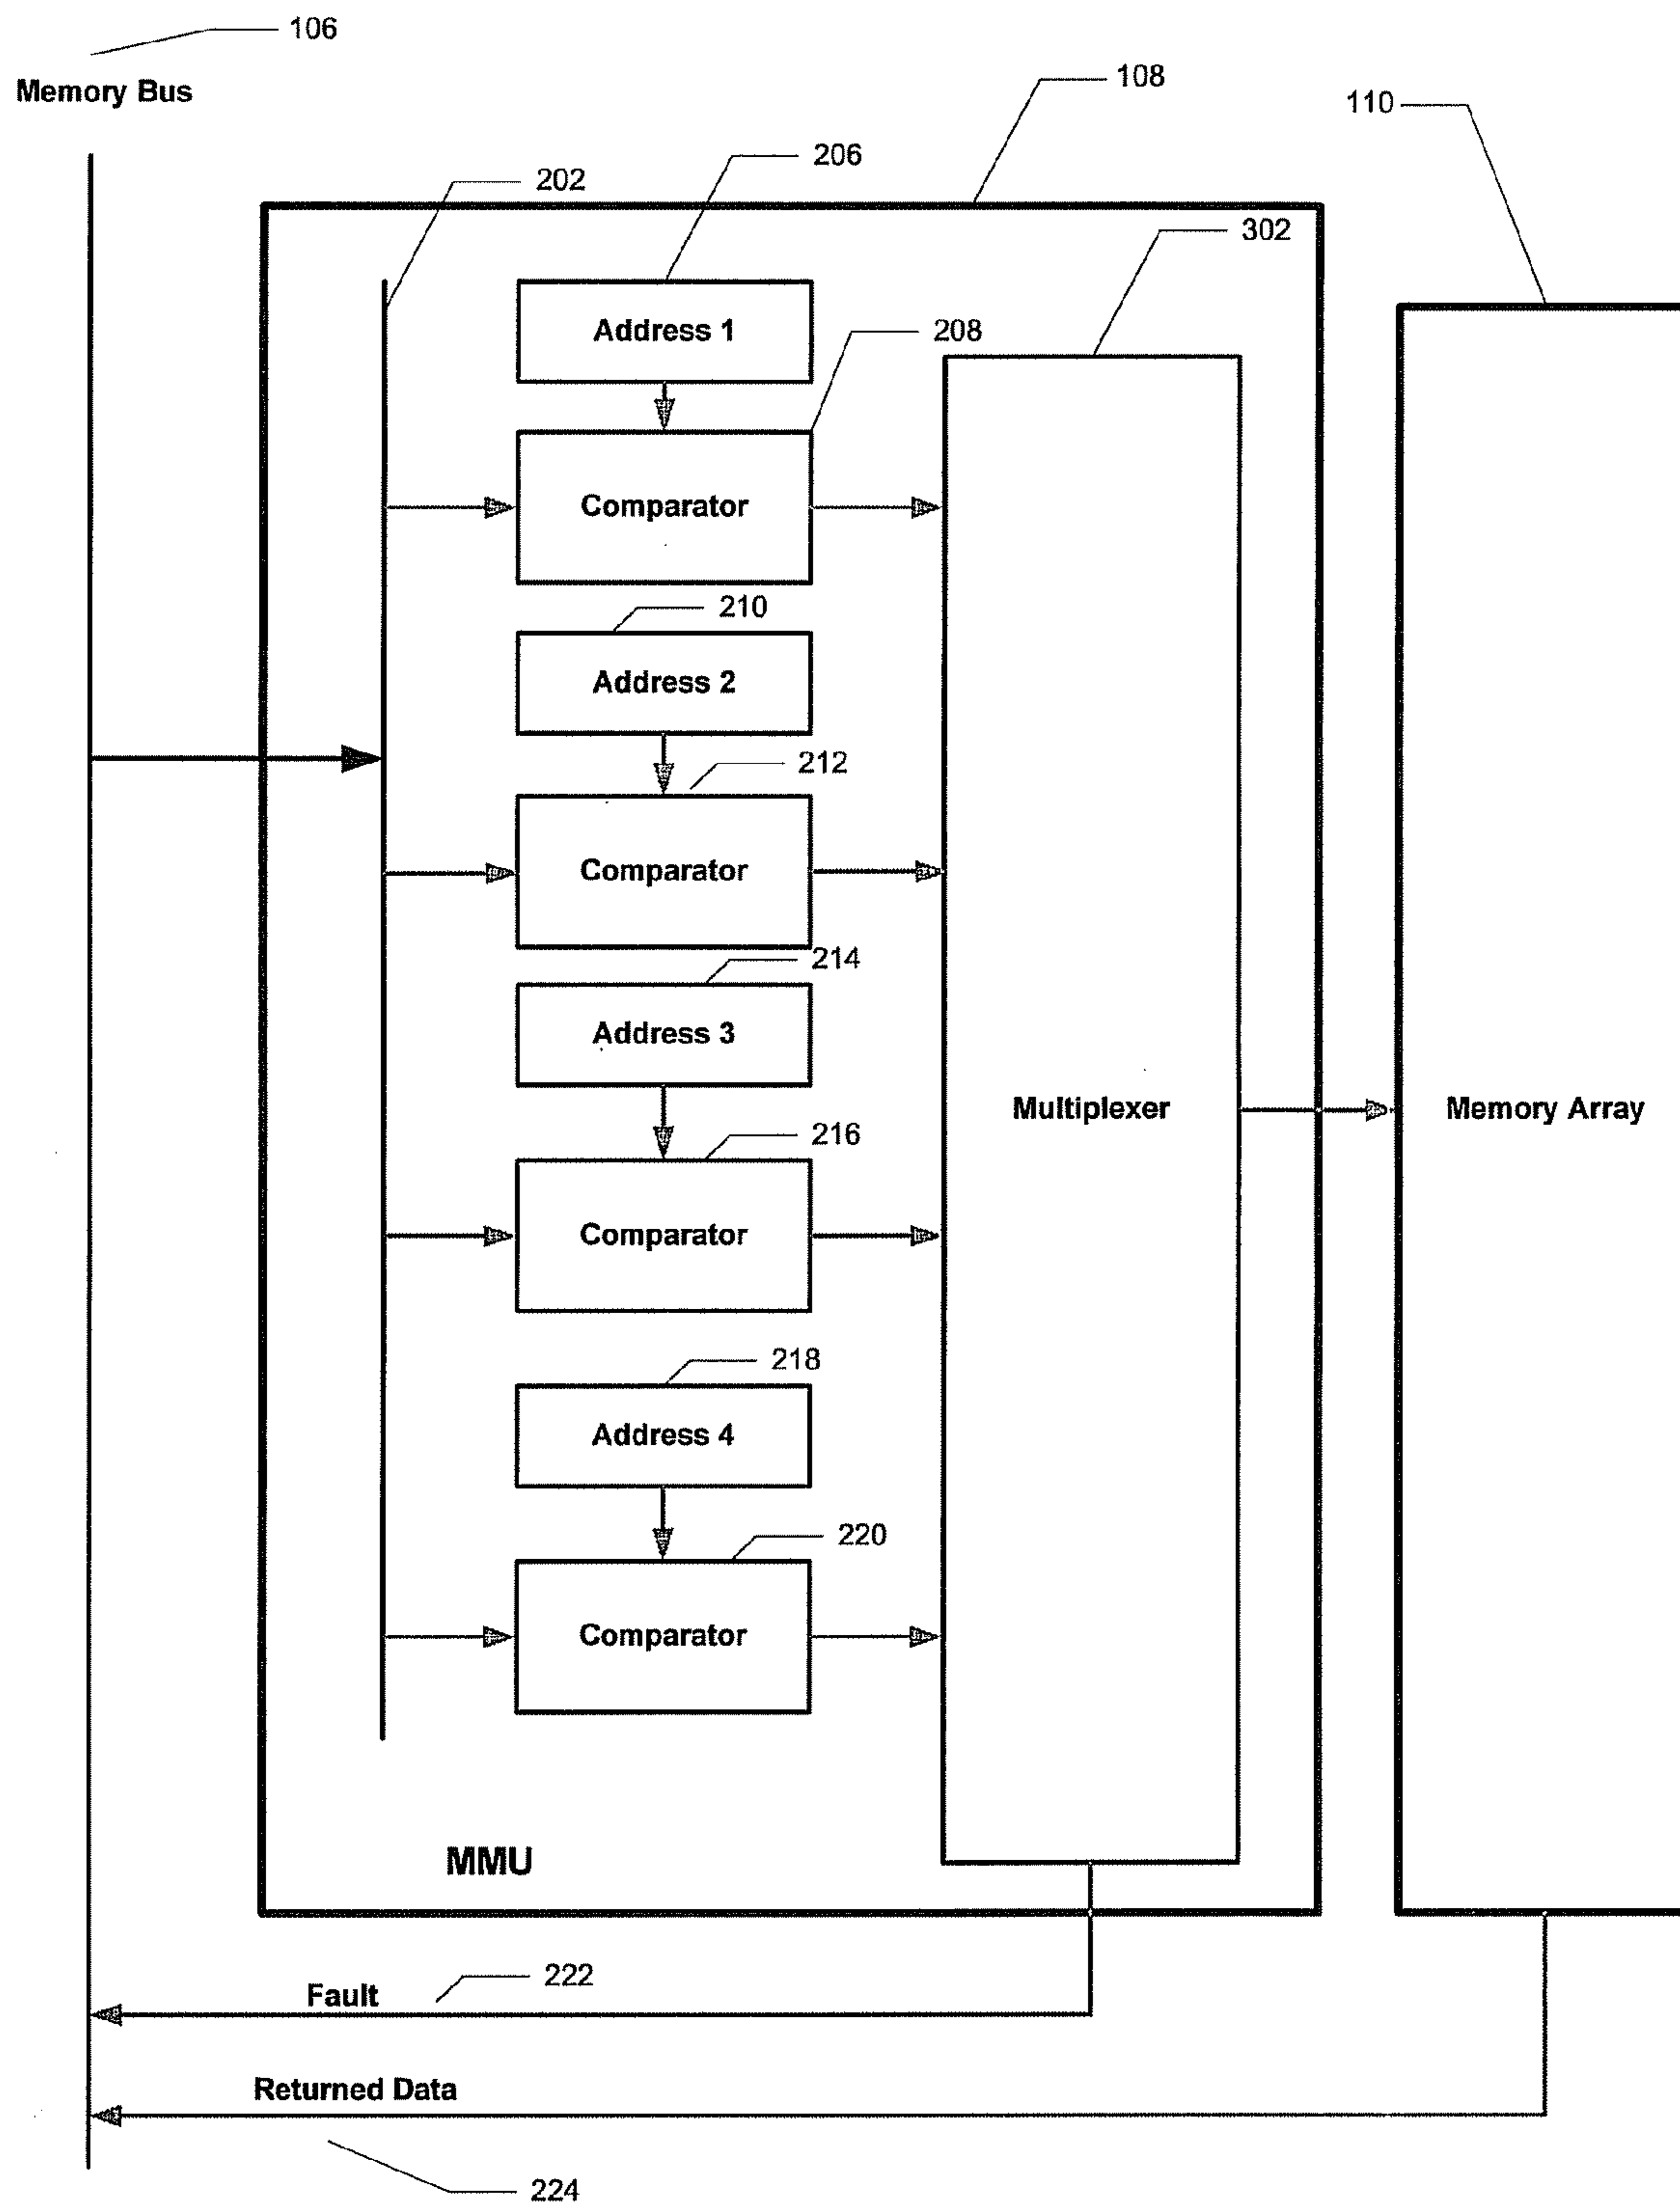 106
Memory Bus
108
110
206
202
302
Address 1
208
Comparator
210
Address 2
212
Comparator
214
Address 3
Multiplexer
Memory Array
216
Comparator
218
Address 4
220
Comparator
MMU
222
Fault
Returned Data
224